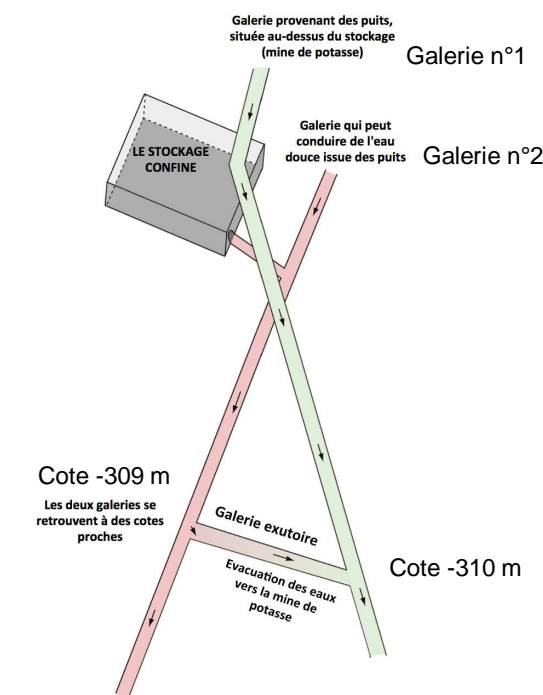 Galerie provenant des puits,
située au-dessus du stockage
(mine de potasse)
Galerie n°1
Galerie qui peut
conduire de l'eau
douce issue des puits
Galerie n°2
LE STOCKAGE
CONFINE
Cote -309 m
Les deux galeries se
retrouvent à des cotes
proches
Galerie exutoire
Evacuation des eaux
vers la mine de
potasse
Cote -310 m